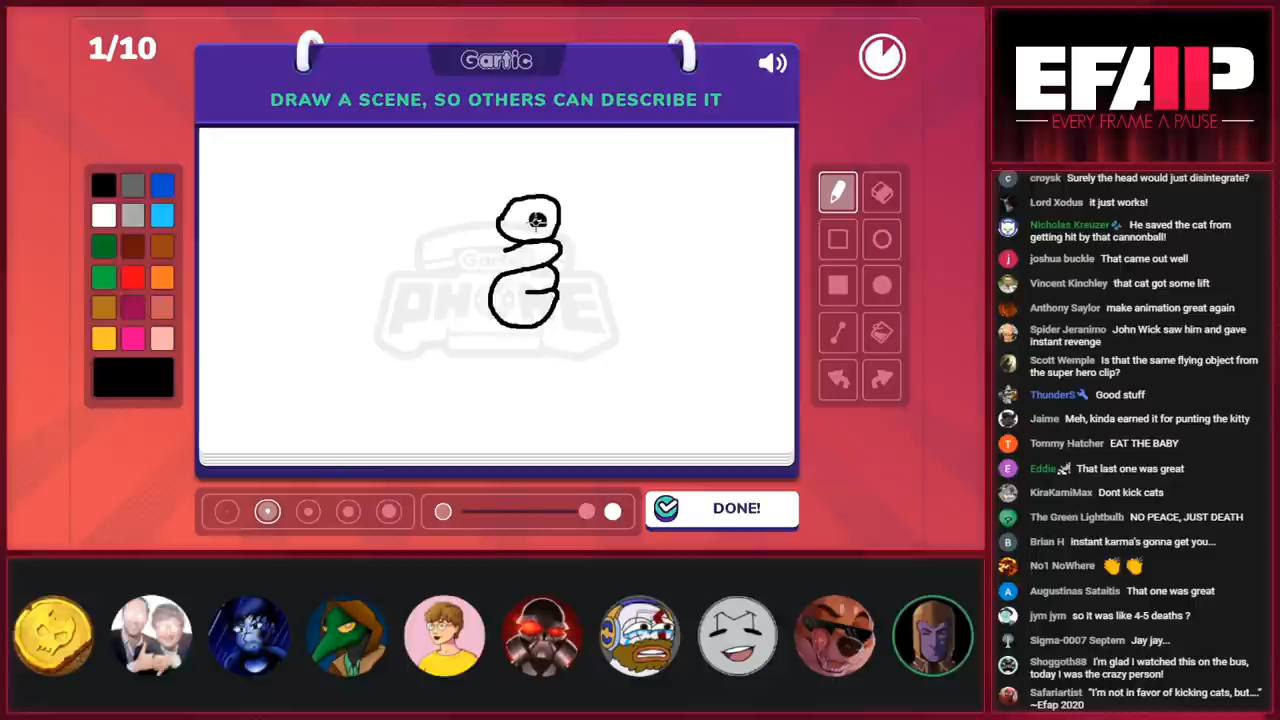 1/10
Gartic
DRAW A SCENE, SO OTHERS CAN DESCRIBE IT
Gartic
PHONE
DONE!
EFAP
EVERY FRAME A PAUSE
croysk Surely the head would just disintegrate?
Lord Xodus it just works!
Nicholas Kreuzer He saved the cat from
getting hit by that cannonball!
joshua buckle That came out well
Vincent Kinchley that cat got some lift
Anthony Saylor make animation great again
Spider Jeranimo John Wick saw him and gave
instant revenge
Scott Wemple Is that the same flying object from
the super hero clip?
ThunderS Good stuff
Jaime Meh, kinda earned it for punting the kitty
Tommy Hatcher EAT THE BABY
Eddie That last one was great
KiraKamiMax Dont kick cats
The Green Lightbulb NO PEACE, JUST DEATH
Brian H instant karma's gonna get you...
No1 NoWhere 👏 👏
Augustinas Sataitis That one was great
jym jym so it was like 4-5 deaths ?
Sigma-0007 Septem Jay jay...
Shoggoth88 I'm glad I watched this on the bus,
today I was the crazy person!
Safariartist "I'm not in favor of kicking cats, but...."
~Efap 2020